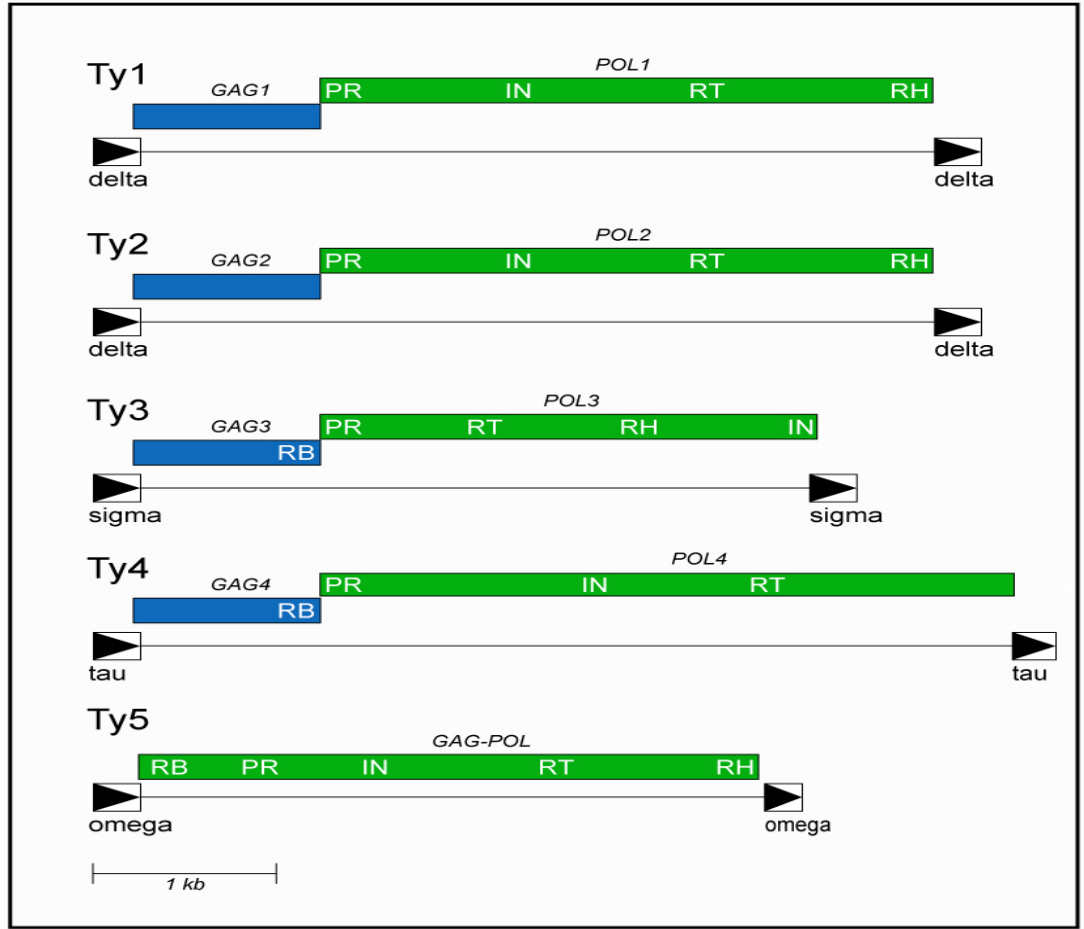 Ty1
GAG1
POL1
PR IN RT RH
delta
delta
Ty2
GAG2
POL2
PR IN RT RH
delta
delta
Ty3
GAG3
POL3
PR RT RH IN
RB
sigma
sigma
Ty4
GAG4
POL4
PR IN RT
RB
tau
tau
Ty5
GAG-POL
RB PR IN RT RH
omega
omega
1 kb